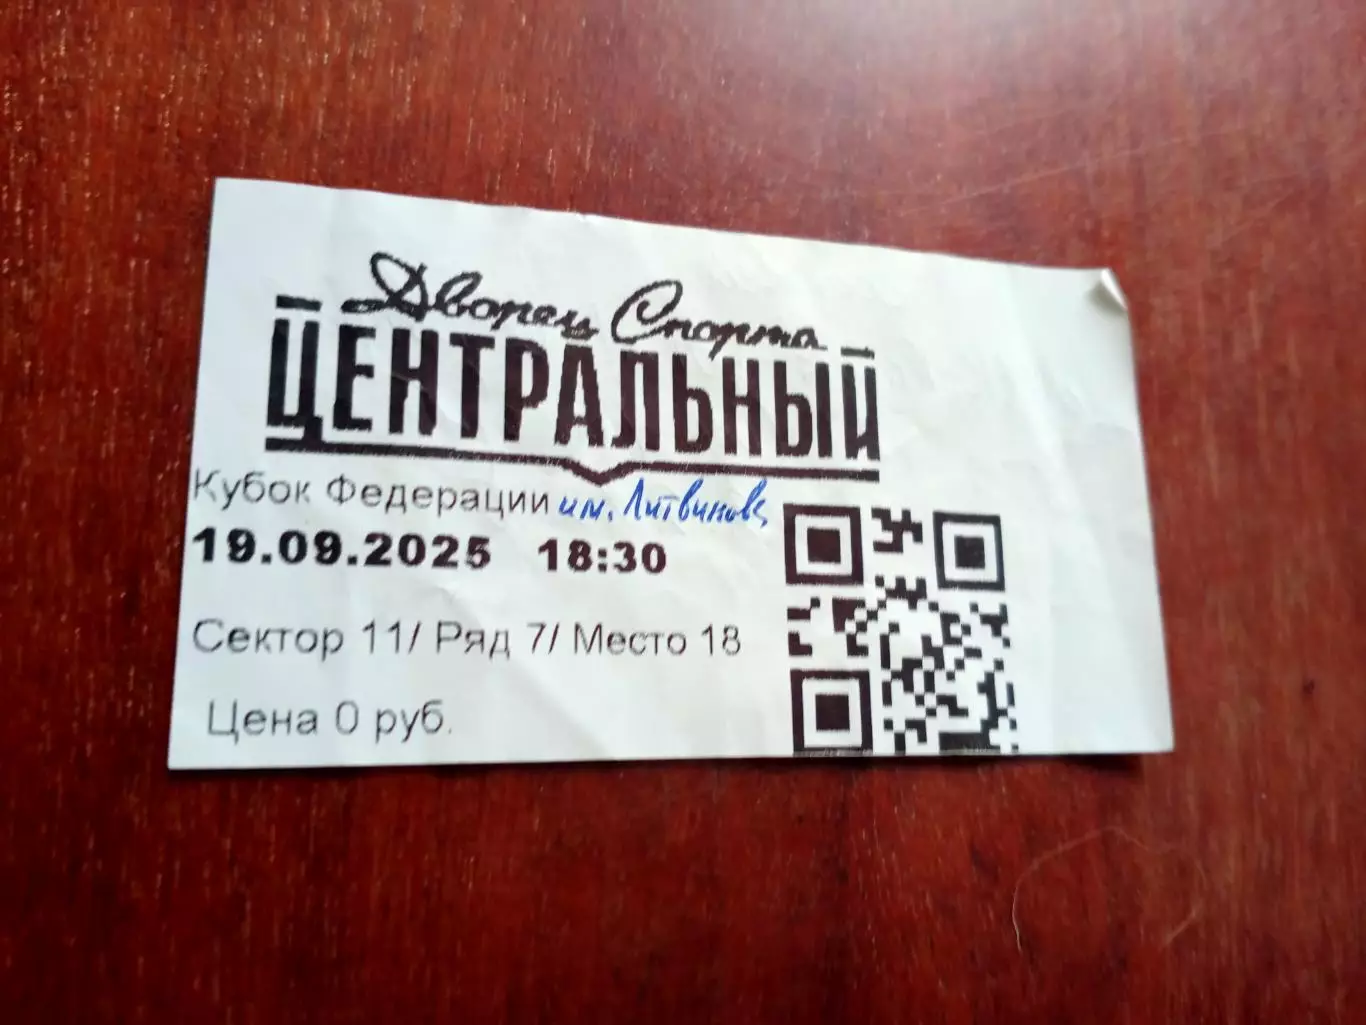 Дворец Спорта
ЦЕНТРАЛЬНЫЙ
Кубок Федерации им. Литвинова
19.09.2025 18:30
Сектор 11/ Ряд 7/ Место 18
Цена 0 руб.